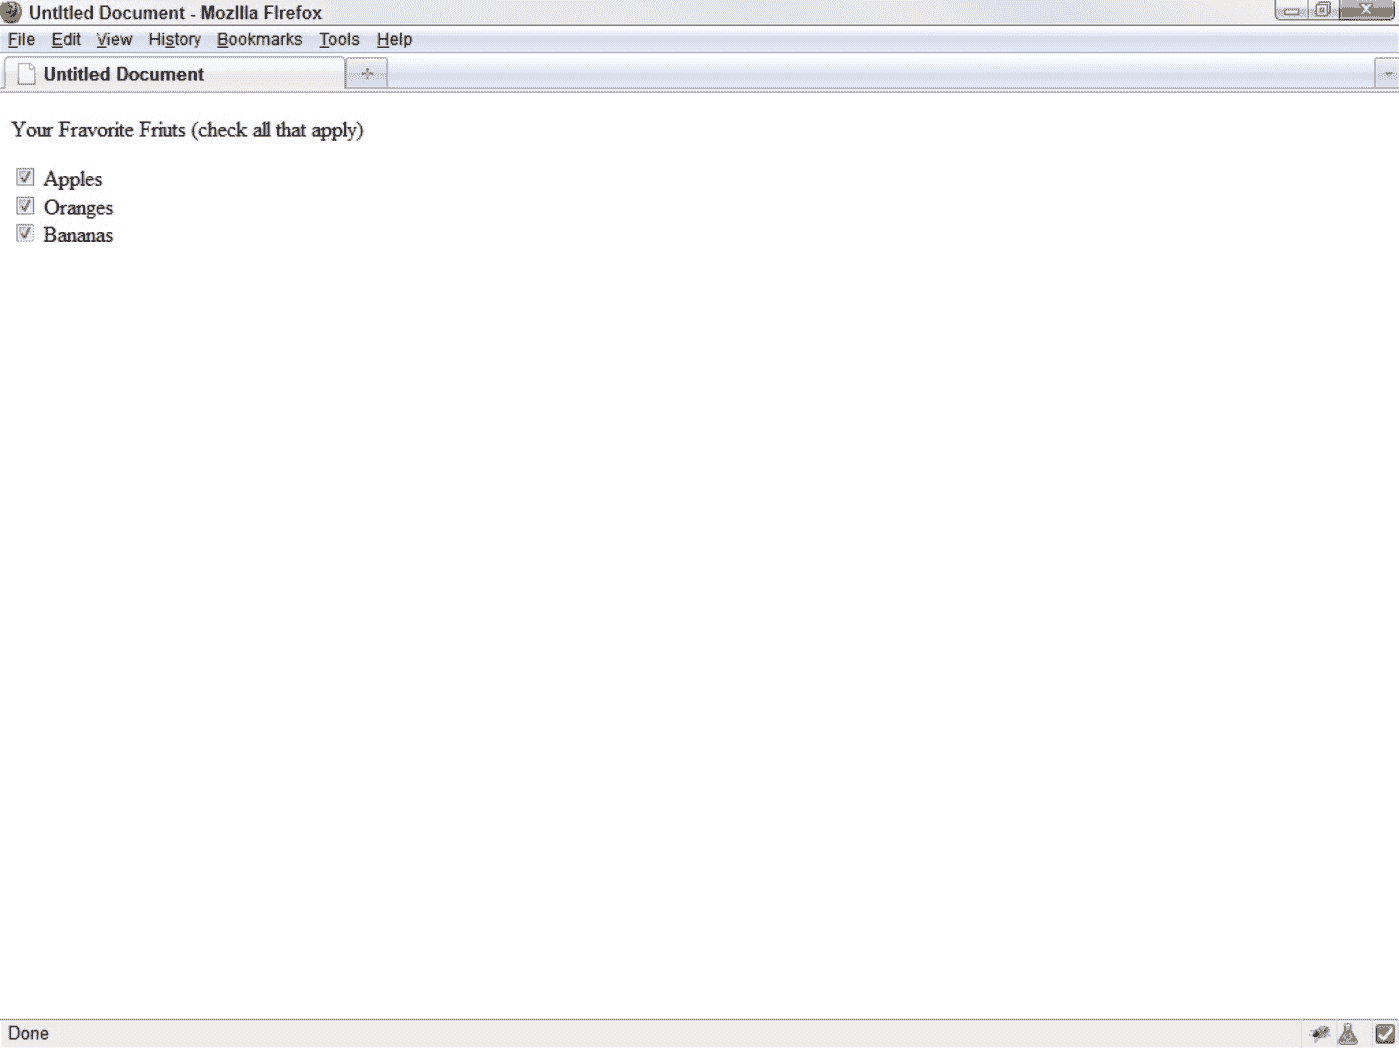 Untitled Document - Mozilla Firefox
File Edit View History Bookmarks Tools Help
Untitled Document
Your Fravorite Friuts (check all that apply)
Apples
Oranges
Bananas
Done